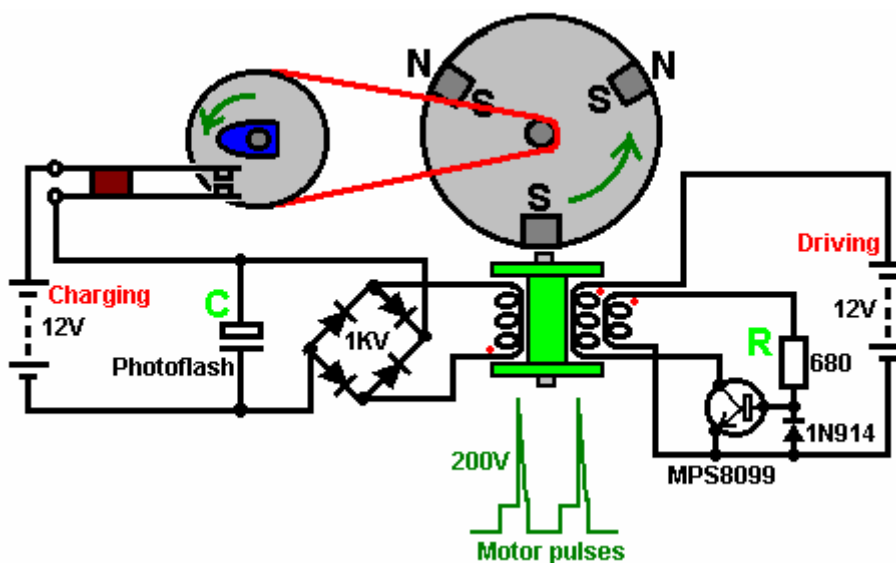 N
N
S
S
S
Charging
Driving
12V
C
1KV
12V
R
Photoflash
680
1N914
200V
MPS8099
Motor pulses